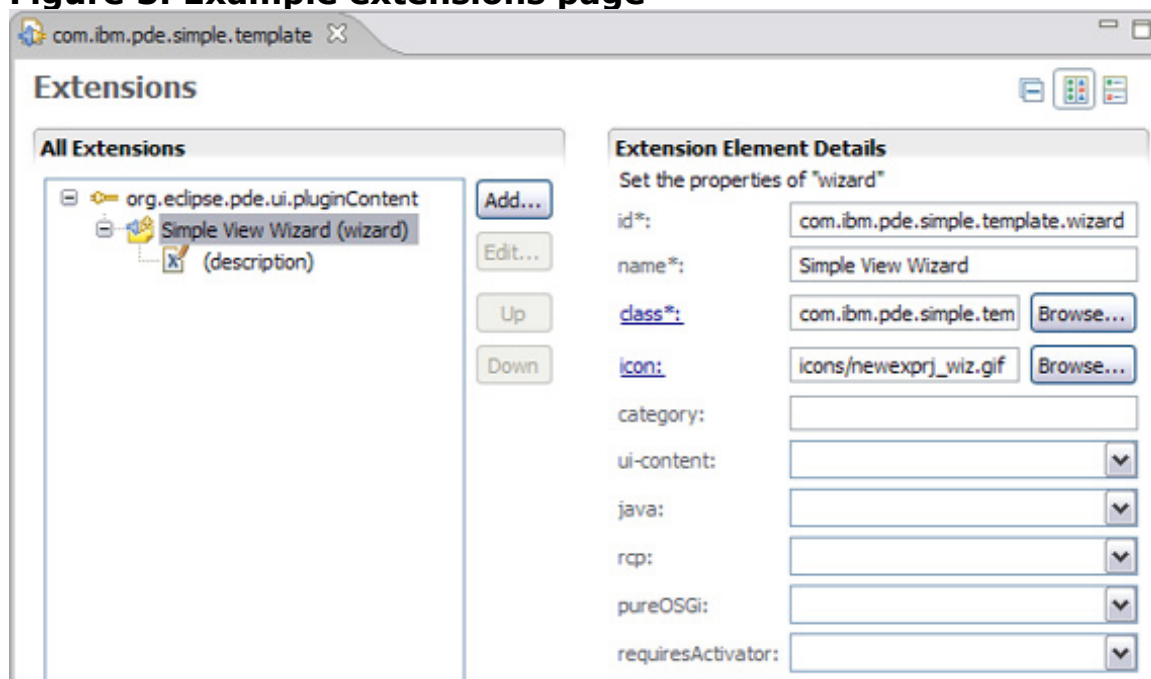 Figure 3. Example extensions page
com.ibm.pde.simple.template
Extensions
All Extensions
org.eclipse.pde.ui.pluginContent
Simple View Wizard (wizard)
(description)
Add...
Edit...
Up
Down
Extension Element Details
Set the properties of "wizard"
id*: com.ibm.pde.simple.template.wizard
name*: Simple View Wizard
class*: com.ibm.pde.simple.tem Browse...
icon: icons/newexprj_wiz.gif Browse...
category:
ui-content:
java:
rcp:
pureOSGi:
requiresActivator: